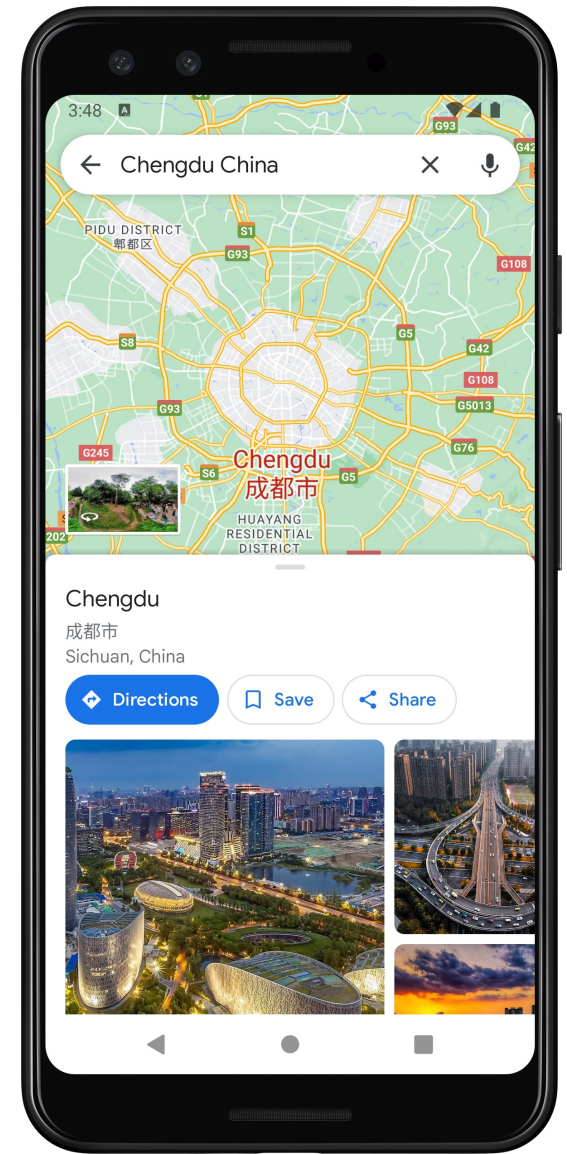 3:48
A
G93
G42
Chengdu China
PIDU DISTRICT
郫都区
S1
G93
G108
S8
G5
G42
G108
G5013
G93
G245
G76
Chengdu
成都市
S6
G5
HUAYANG
RESIDENTIAL
DISTRICT
202
Chengdu
成都市
Sichuan, China
Directions
Save
Share